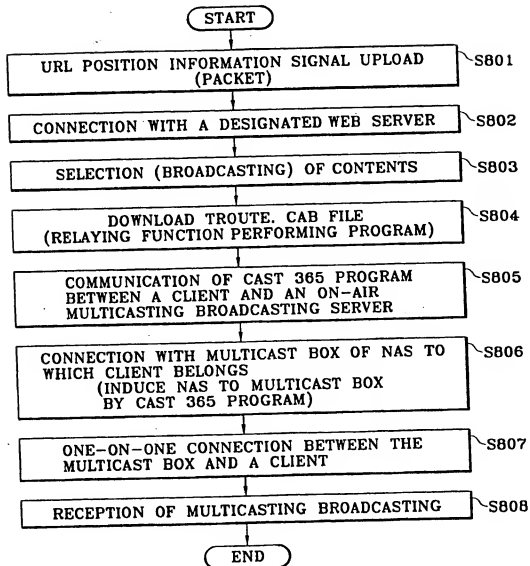 START
URL POSITION INFORMATION SIGNAL UPLOAD
(PACKET)
S801
CONNECTION WITH A DESIGNATED WEB SERVER
S802
SELECTION (BROADCASTING) OF CONTENTS
S803
DOWNLOAD TROUTE. CAB FILE
(RELAYING FUNCTION PERFORMING PROGRAM)
S804
COMMUNICATION OF CAST 365 PROGRAM
BETWEEN A CLIENT AND AN ON-AIR
MULTICASTING BROADCASTING SERVER
S805
CONNECTION WITH MULTICAST BOX OF NAS TO
WHICH CLIENT BELONGS
(INDUCE NAS TO MULTICAST BOX
BY CAST 365 PROGRAM)
S806
ONE-ON-ONE CONNECTION BETWEEN THE
MULTICAST BOX AND A CLIENT
S807
RECEPTION OF MULTICASTING BROADCASTING
S808
END